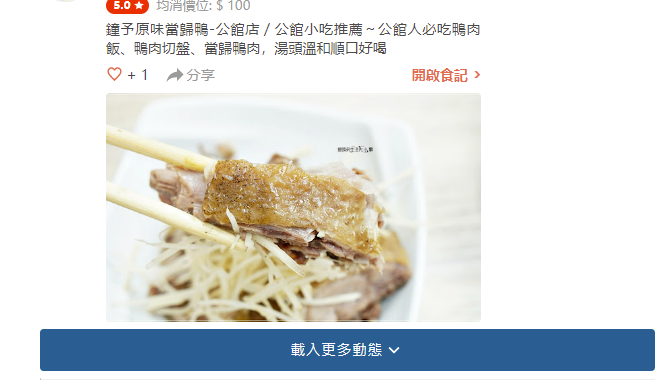 5.0 ★ 均消價位: $ 100
鐘予原味當歸鴨-公館店 / 公館小吃推薦～公館人必吃鴨肉
飯、鴨肉切盤、當歸鴨肉，湯頭溫和順口好喝
+ 1 分享 開啟食記
載入更多動態